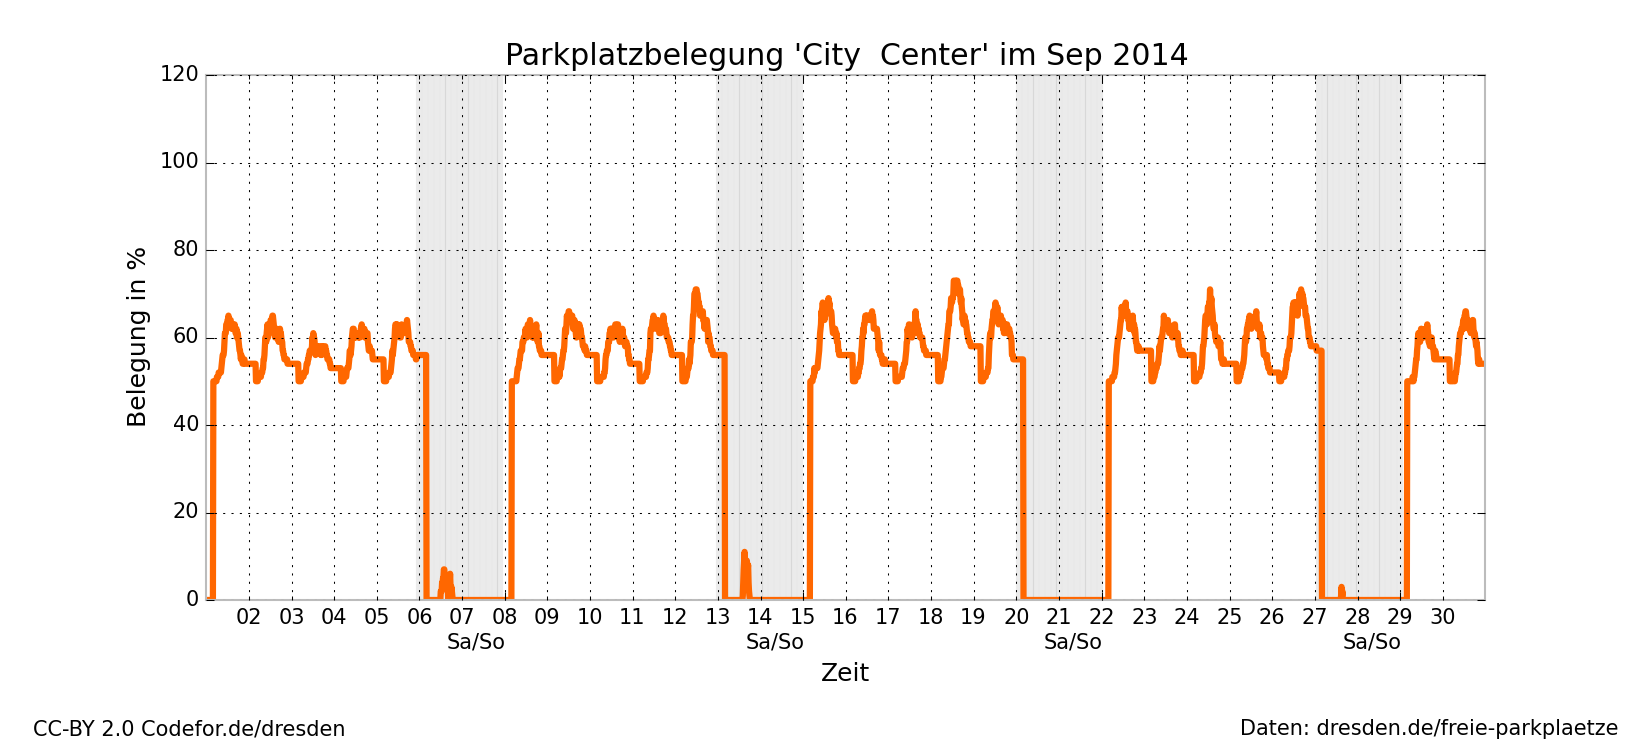 Parkplatzbelegung 'City  Center' im Sep 2014
120
100
80
60
40
20
0
Belegung in %
02 03 04 05 06 07 08 09 10 11 12 13 14 15 16 17 18 19 20 21 22 23 24 25 26 27 28 29 30
Sa/So Sa/So Sa/So Sa/So
Zeit
CC-BY 2.0 Codefor.de/dresden
Daten: dresden.de/freie-parkplaetze